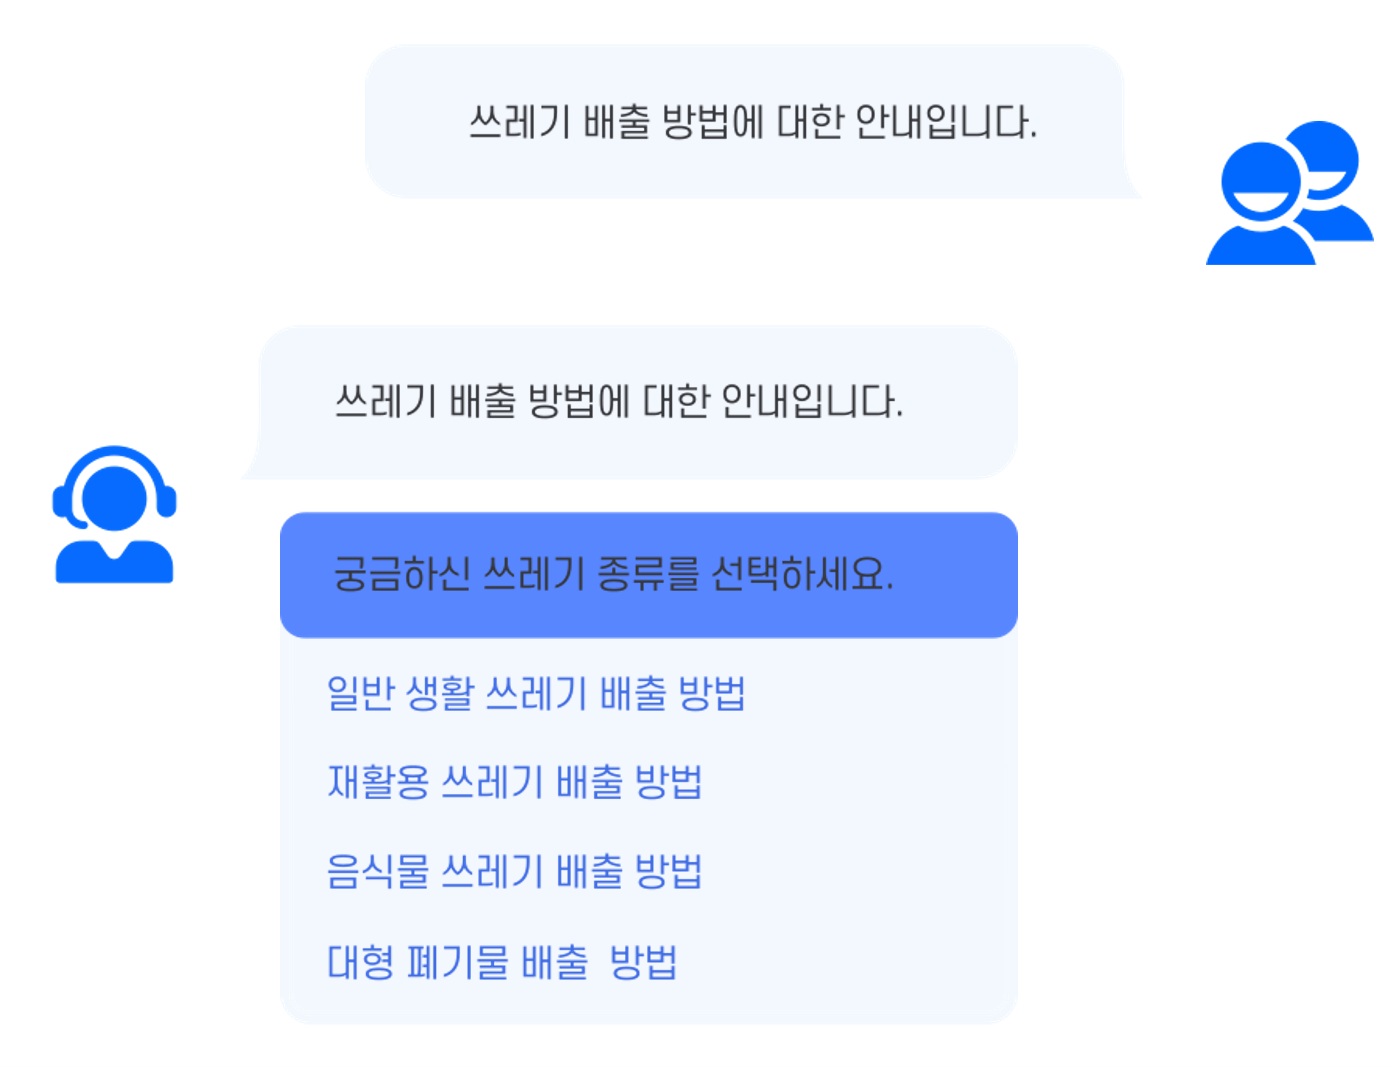 쓰레기 배출 방법에 대한 안내입니다.
쓰레기 배출 방법에 대한 안내입니다.
궁금하신 쓰레기 종류를 선택하세요.
일반 생활 쓰레기 배출 방법
재활용 쓰레기 배출 방법
음식물 쓰레기 배출 방법
대형 폐기물 배출  방법